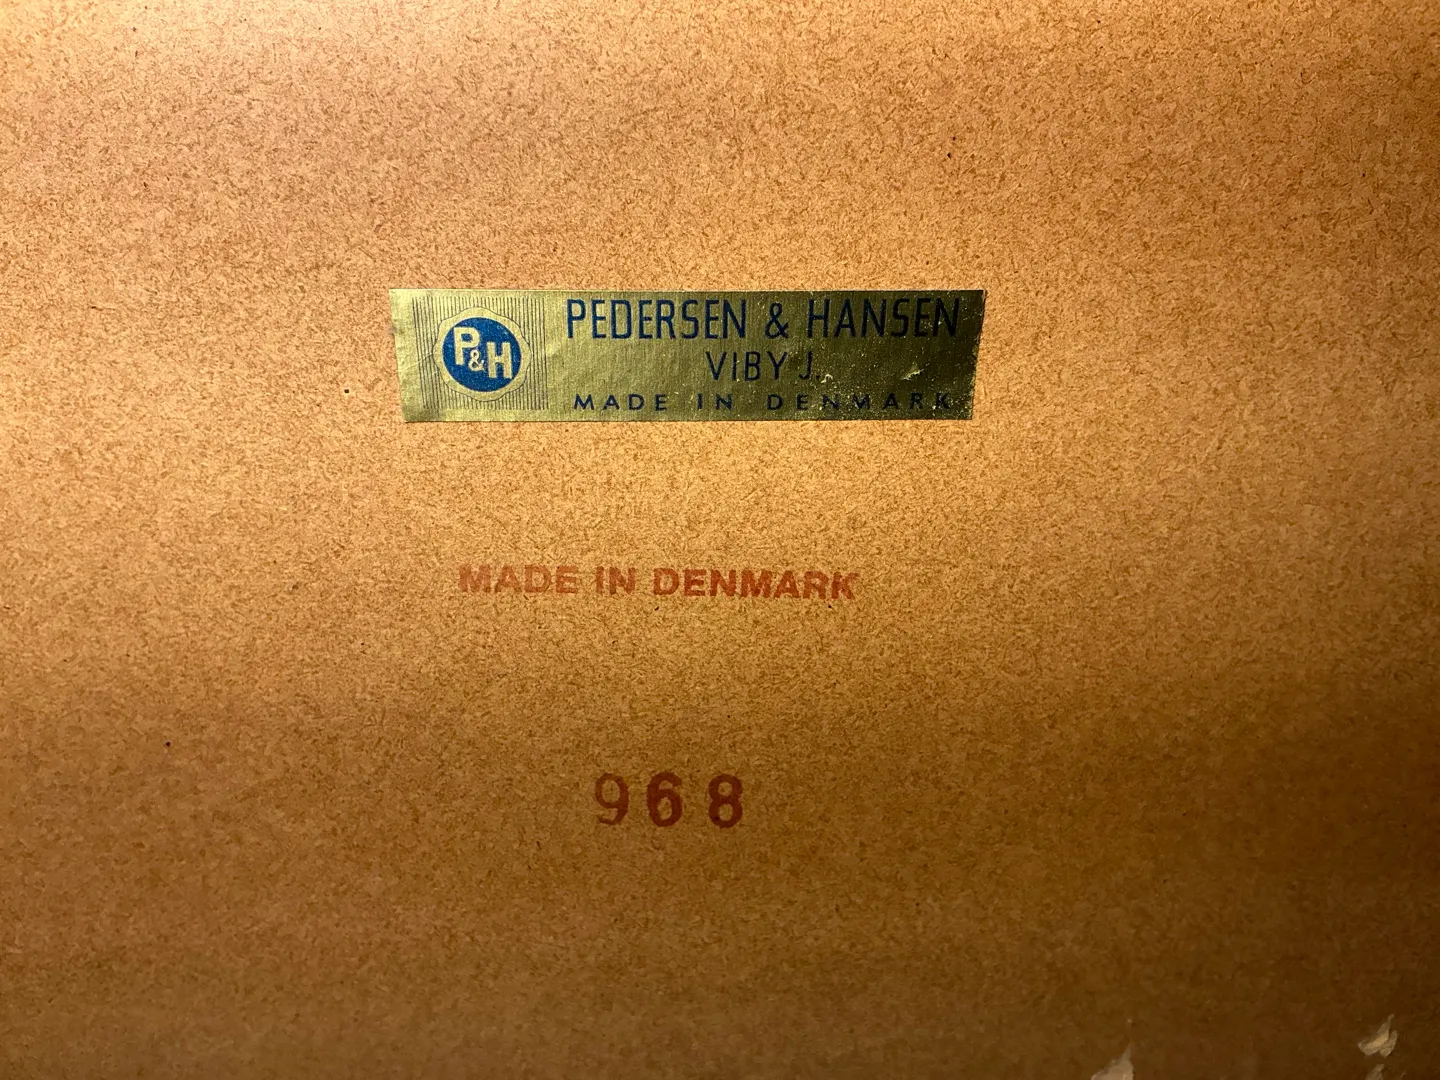 P&H
PEDERSEN & HANSEN
VIBY J.
MADE IN DENMARK
MADE IN DENMARK
968